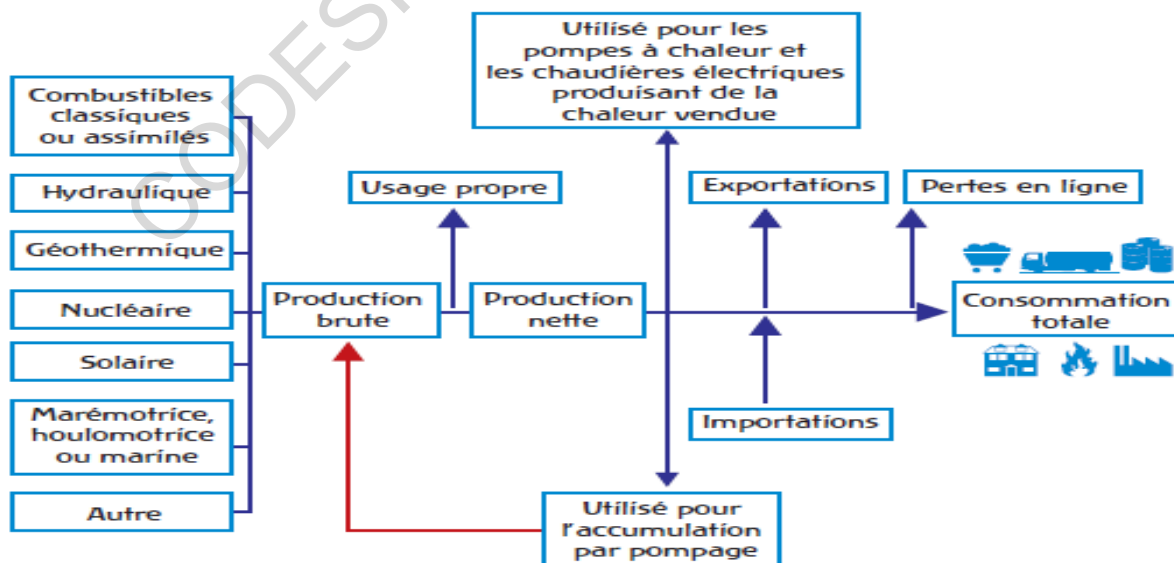 Utilisé pour les
pompes à chaleur et
les chaudières électriques
produisant de la
chaleur vendue
Combustibles
classiques
ou assimilés
Hydraulique
Usage propre
Exportations
Pertes en ligne
Géothermique
Nucléaire
Production
brute
Production
nette
Consommation
totale
Solaire
Marémotrice,
houlomotrice
ou marine
Importations
Autre
Utilisé pour
l'accumulation
par pompage